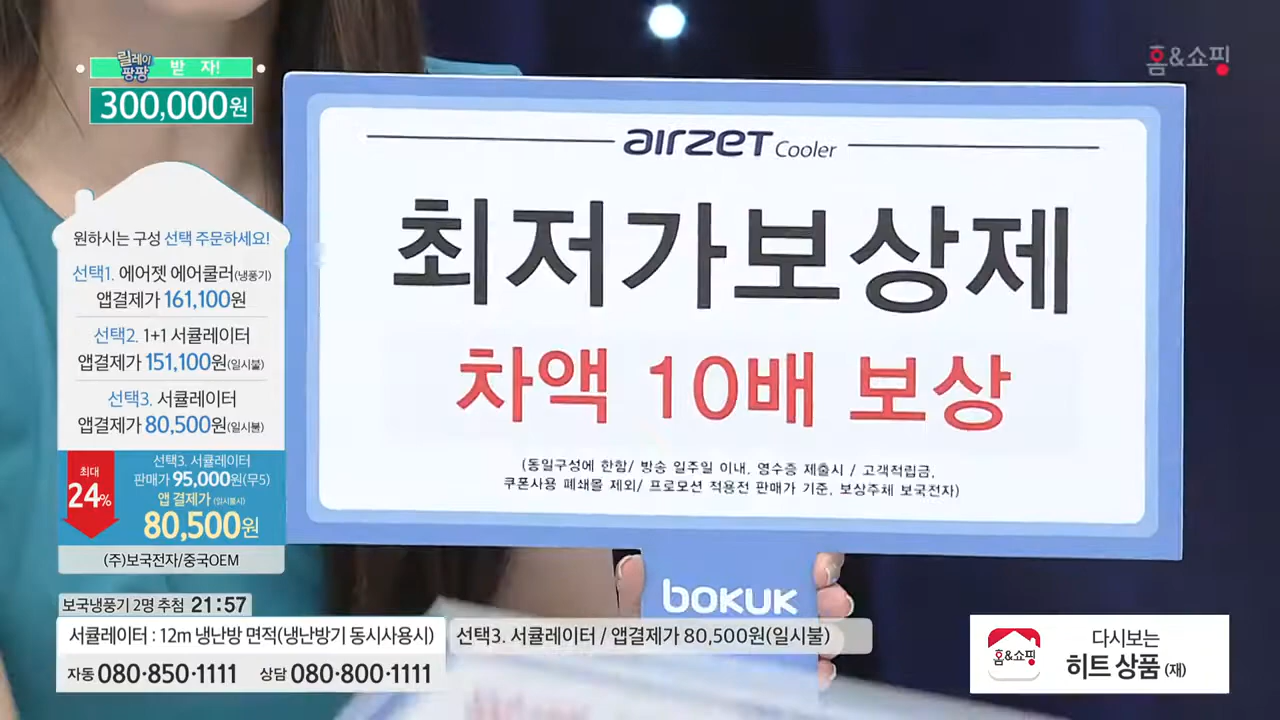 릴레이
팡팡
받 자!
300,000원
홈&쇼핑
airzet Cooler
최저가보상제
차액 10배 보상
(동일구성에 한함/ 방송 일주일 이내, 영수증 제출시 / 고객적립금,
쿠폰사용 폐쇄몰 제외/ 프로모션 적용전 판매가 기준, 보상주체 보국전자)
bokuk
원하시는 구성 선택 주문하세요!
선택1. 에어젯 에어쿨러(냉풍기)
앱결제가 161,100원
선택2. 1+1 서큘레이터
앱결제가 151,100원(일시불)
선택3. 서큘레이터
앱결제가 80,500원(일시불)
최대
24%
선택3. 서큘레이터
판매가 95,000원(무5)
앱 결제가 (일시불시)
80,500원
(주)보국전자/중국OEM
보국냉풍기 2명 추첨 21:57
서큘레이터 : 12m 냉난방 면적(냉난방기 동시사용시)
선택3. 서큘레이터 / 앱결제가 80,500원(일시불)
자동 080·850·1111 상담 080·800·1111
홈&쇼핑
다시보는
히트 상품 (재)